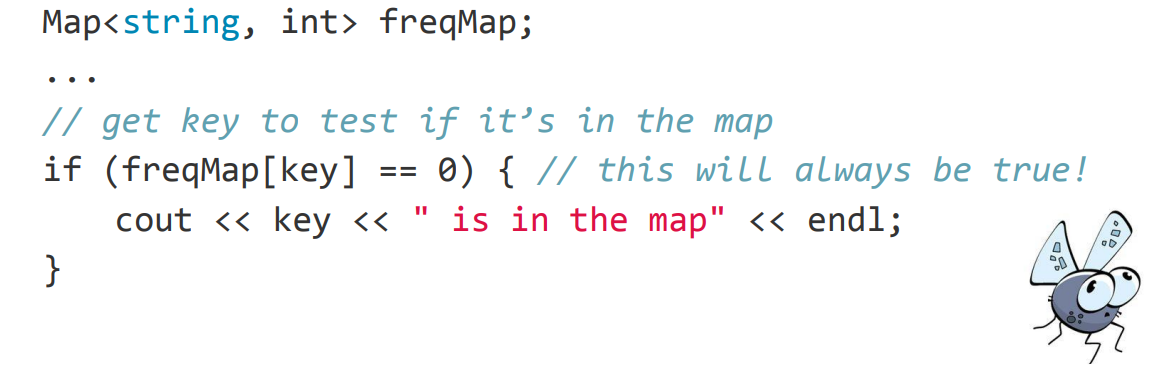 Map<string, int> freqMap;
...
// get key to test if it’s in the map
if (freqMap[key] == 0) { // this will always be true!
    cout << key << " is in the map" << endl;
}